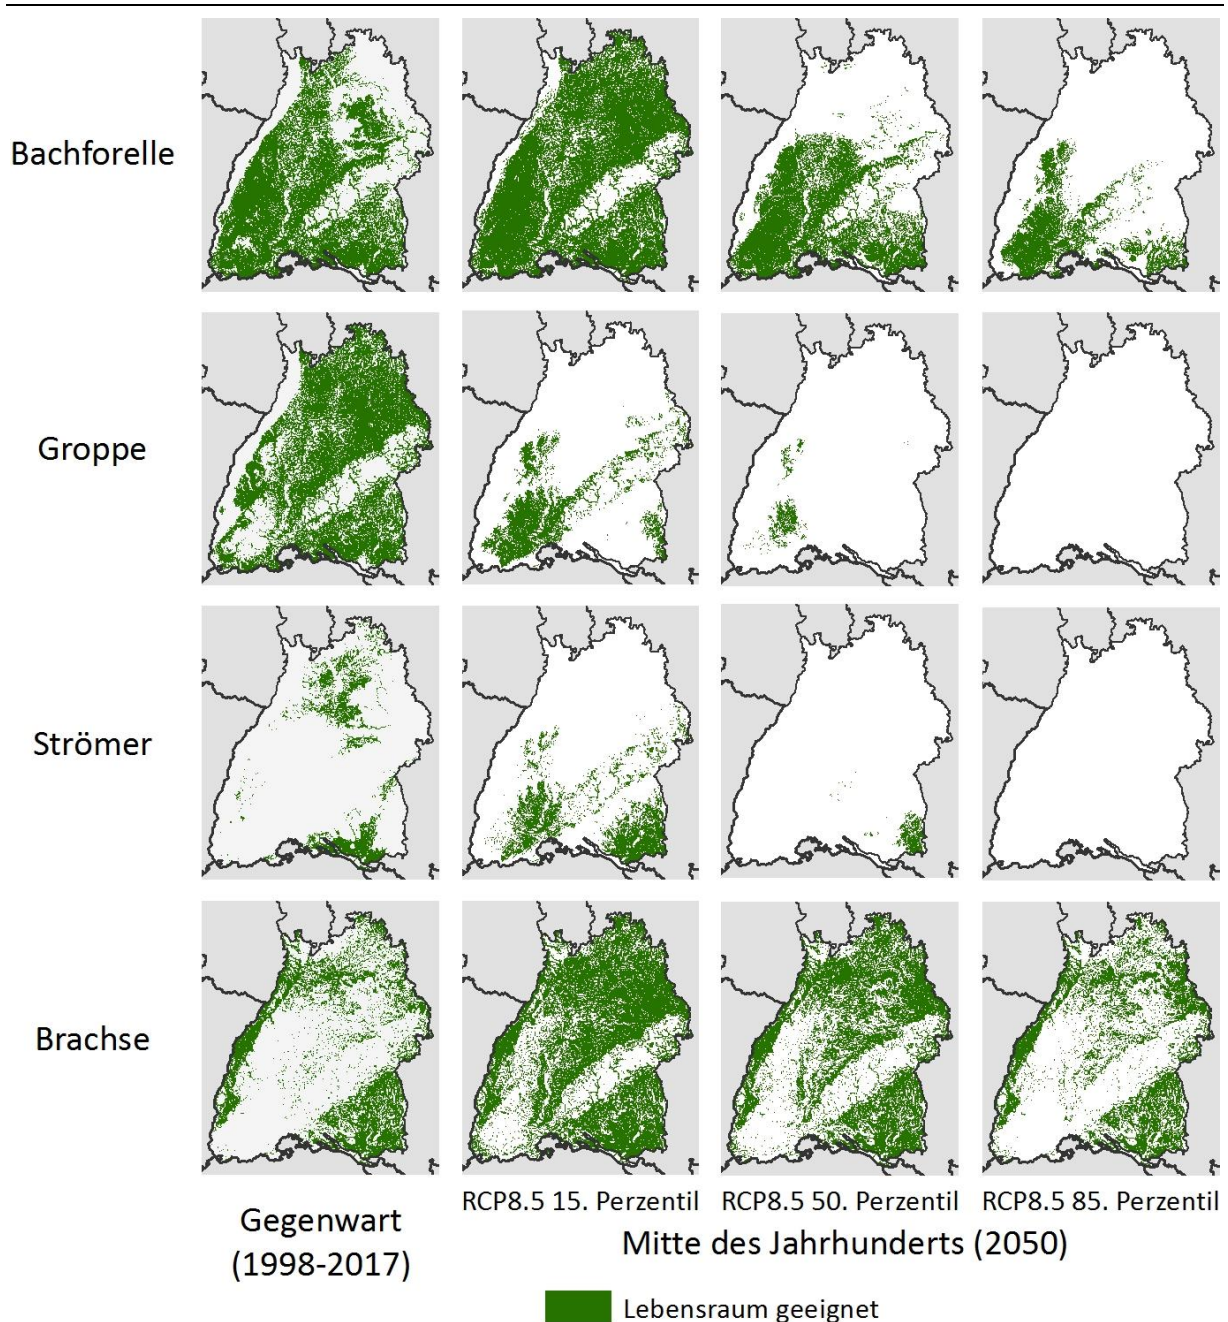 Bachforelle
Groppe
Strömer
Brachse
Gegenwart
(1998-2017)
RCP8.5 15. Perzentil
RCP8.5 50. Perzentil
RCP8.5 85. Perzentil
Mitte des Jahrhunderts (2050)
Lebensraum geeignet